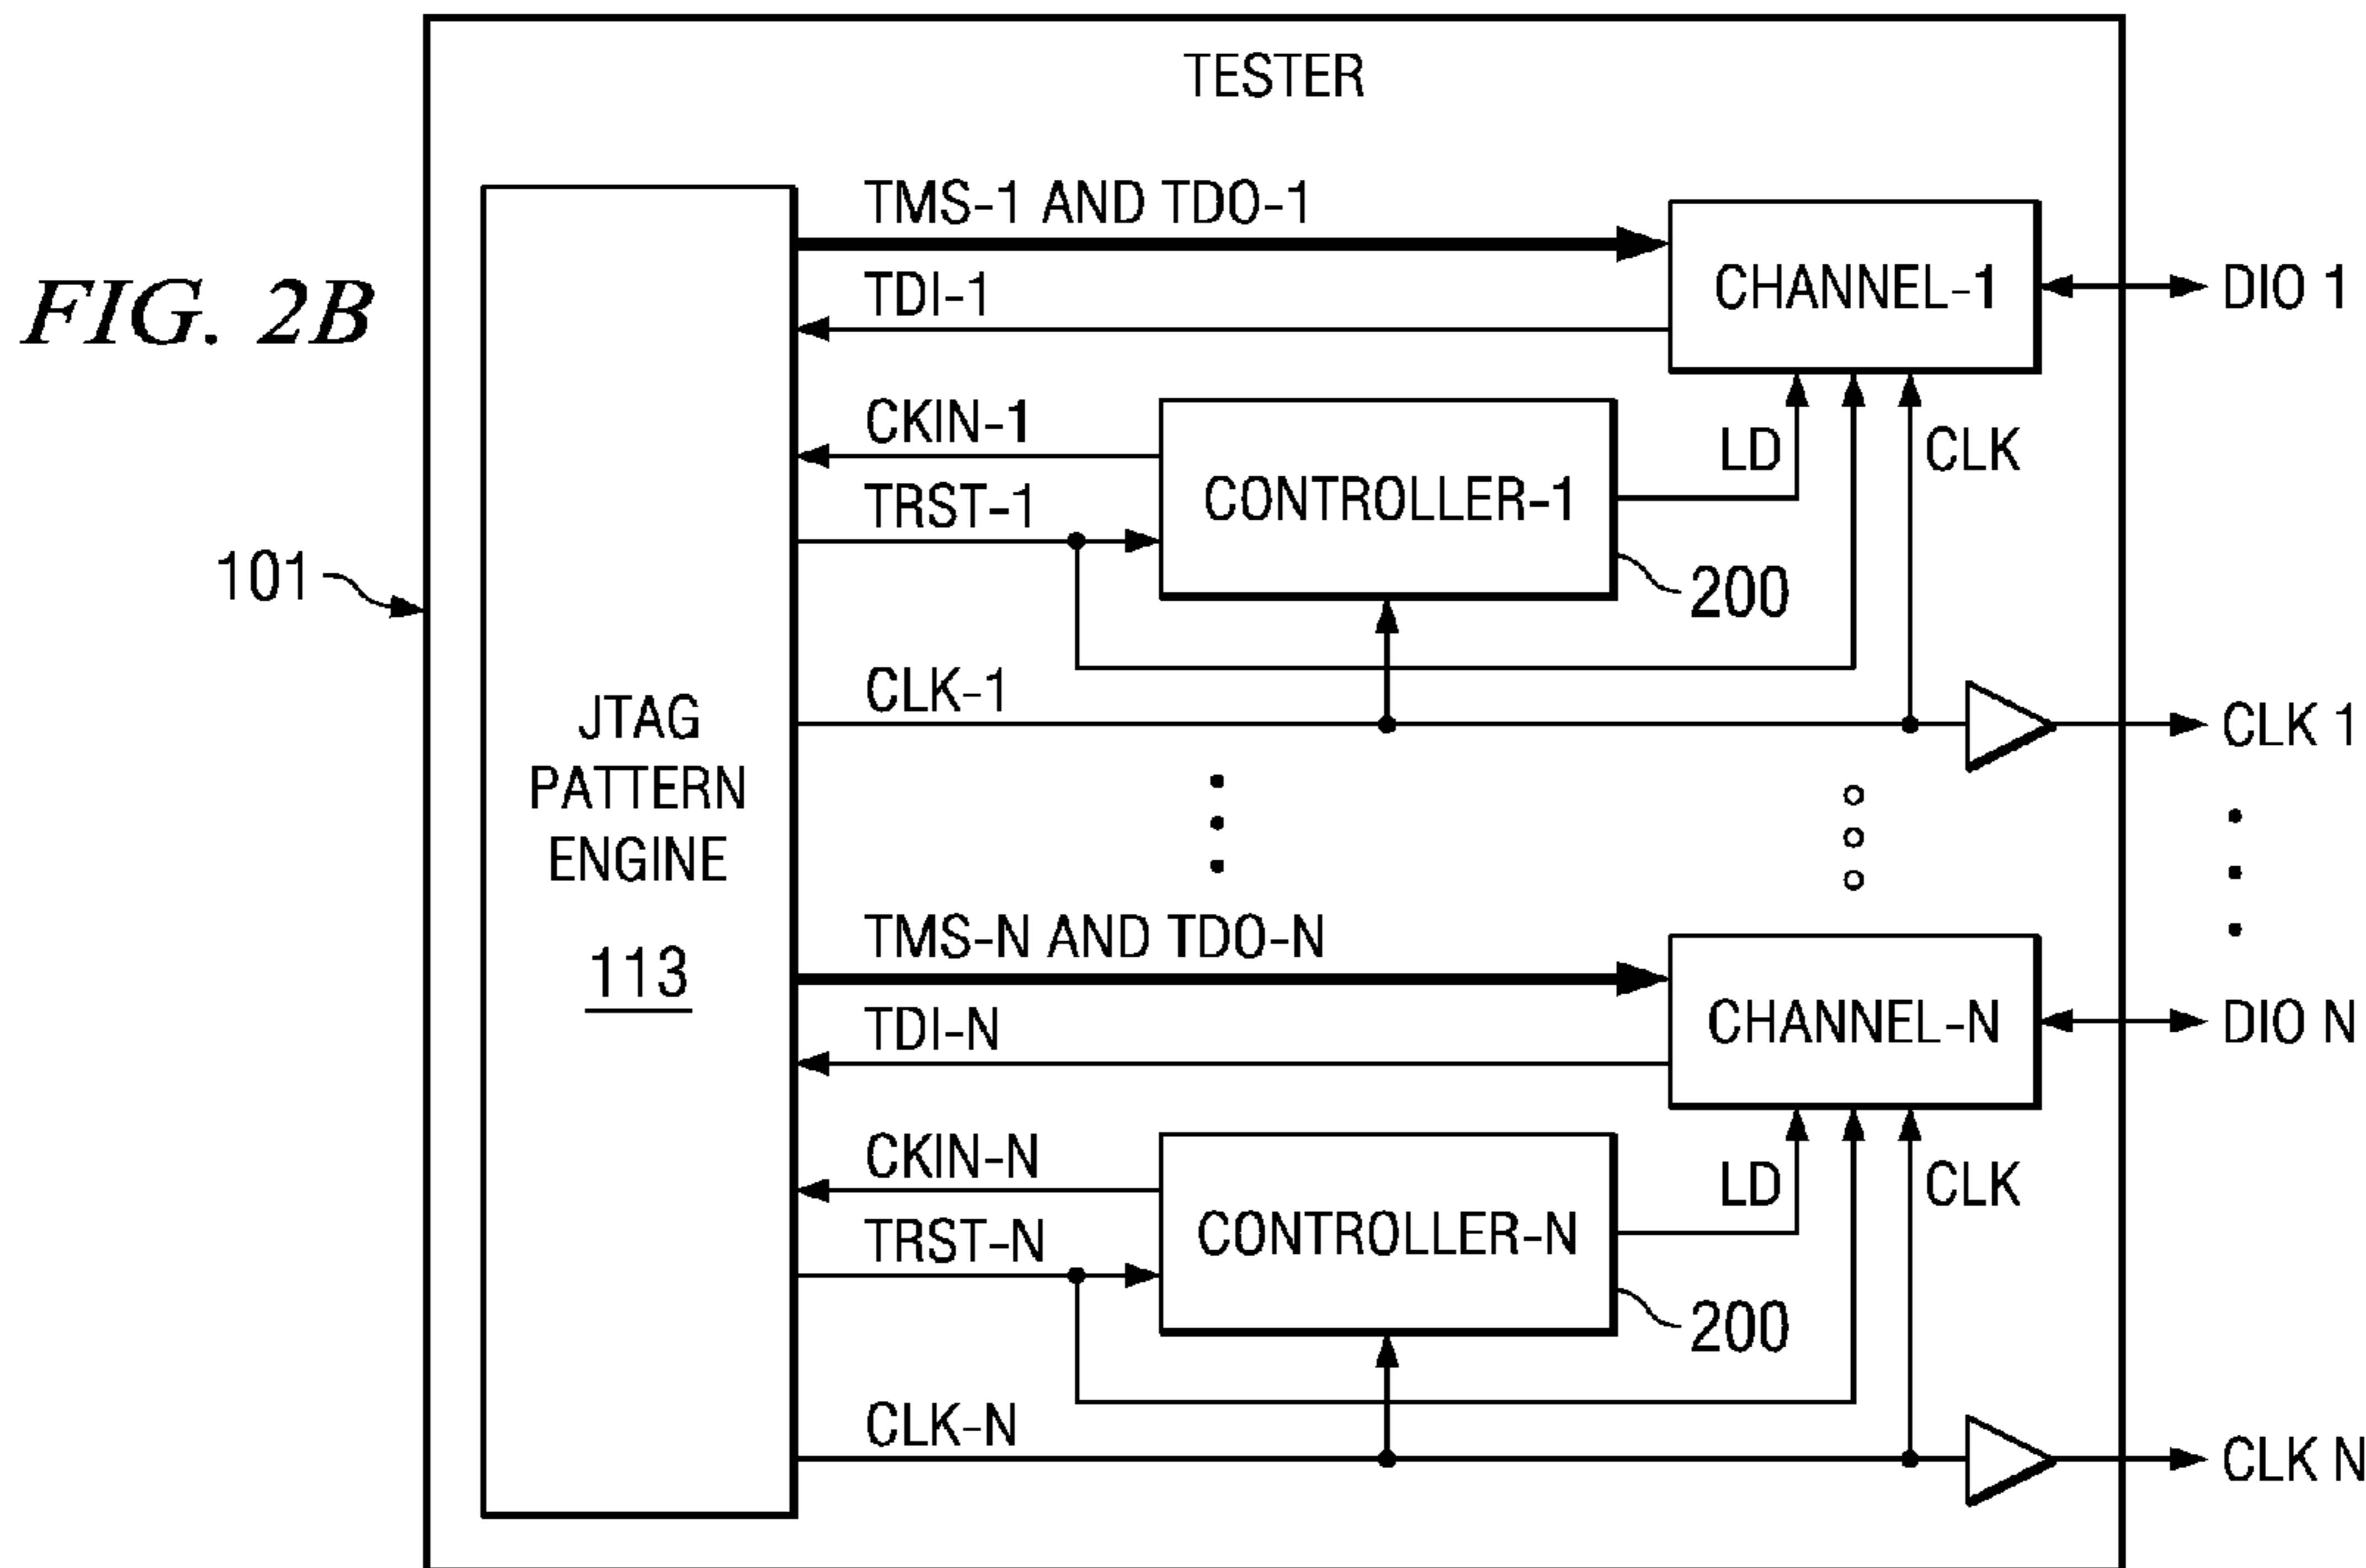 TESTER
FIG. 2B
101
JTAG
PATTERN
ENGINE
113
TMS-1 AND TDO-1
TDI-1
CHANNEL-1
DIO 1
CKIN-1
TRST-1
CONTROLLER-1
LD
CLK
200
CLK-1
CLK 1
TMS-N AND TDO-N
TDI-N
CHANNEL-N
DIO N
CKIN-N
TRST-N
CONTROLLER-N
LD
CLK
200
CLK-N
CLK N